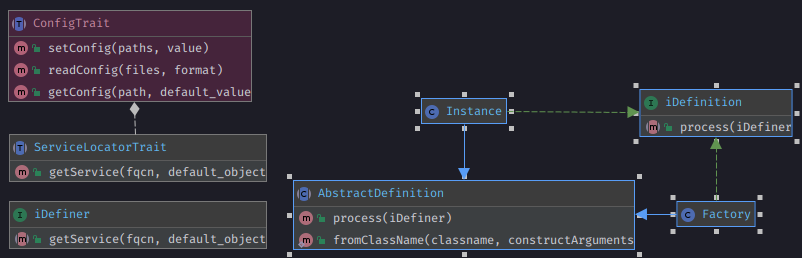 ConfigTrait
setConfig(paths, value)
readConfig(files, format)
getConfig(path, default_value
ServiceLocatorTrait
getService(fqcn, default_object
iDefiner
getService(fqcn, default_object
Instance
iDefinition
process(iDefiner
AbstractDefinition
process(iDefiner)
fromClassName(classname, constructArguments
Factory